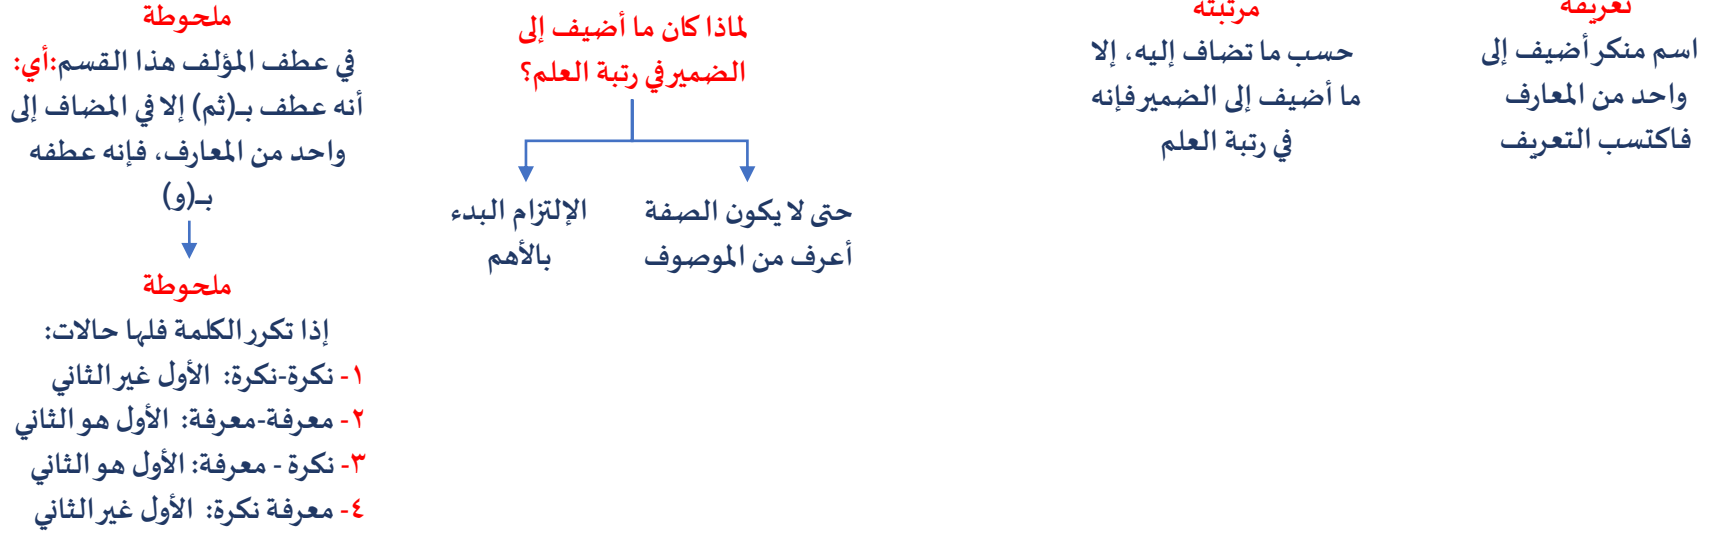 تعريفه
اسم منكر أضيف إلى
واحد من المعارف
فاكتسب التعريف
مرتبته
حسب ما تضاف إليه، إلا
ما أضيف إلى الضمير فإنه
في رتبة العلم
لماذا كان ما أضيف إلى
الضمير في رتبة العلم؟
حتى لا يكون الصفة
أعرف من الموصوف
الإلتزام البدء
بالأهم
ملحوظة
في عطف المؤلف هذا القسم:أي:
أنه عطف بـ(ثم) إلا في المضاف إلى
واحد من المعارف، فإنه عطفه
بـ(و)
ملحوظة
إذا تكرر الكلمة فلها حالات:
١- نكرة-نكرة: الأول غير الثاني
٢- معرفة-معرفة: الأول هو الثاني
٣- نكرة - معرفة: الأول هو الثاني
٤- معرفة نكرة: الأول غير الثاني